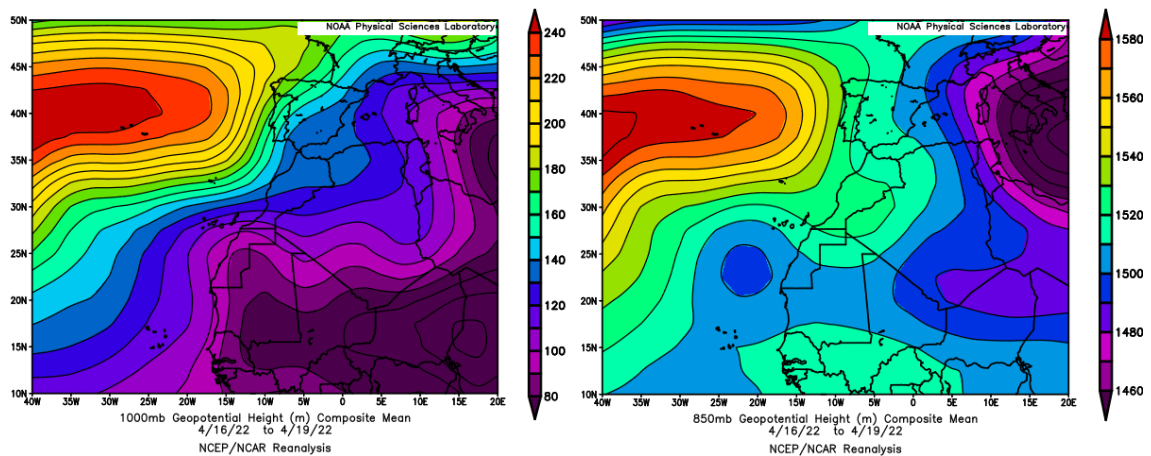 NOAA Physical Sciences Laboratory
50N
45N
40N
35N
30N
25N
20N
15N
10N
40W 35W 30W 25W 20W 15W 10W 5W 0 5E 10E 15E 20E
240
220
200
180
160
140
120
100
80
1000mb Geopotential Height (m) Composite Mean
4/16/22 to 4/19/22
NCEP/NCAR Reanalysis
NOAA Physical Sciences Laboratory
50N
45N
40N
35N
30N
25N
20N
15N
10N
40W 35W 30W 25W 20W 15W 10W 5W 0 5E 10E 15E 20E
1580
1560
1540
1520
1500
1480
1460
850mb Geopotential Height (m) Composite Mean
4/16/22 to 4/19/22
NCEP/NCAR Reanalysis